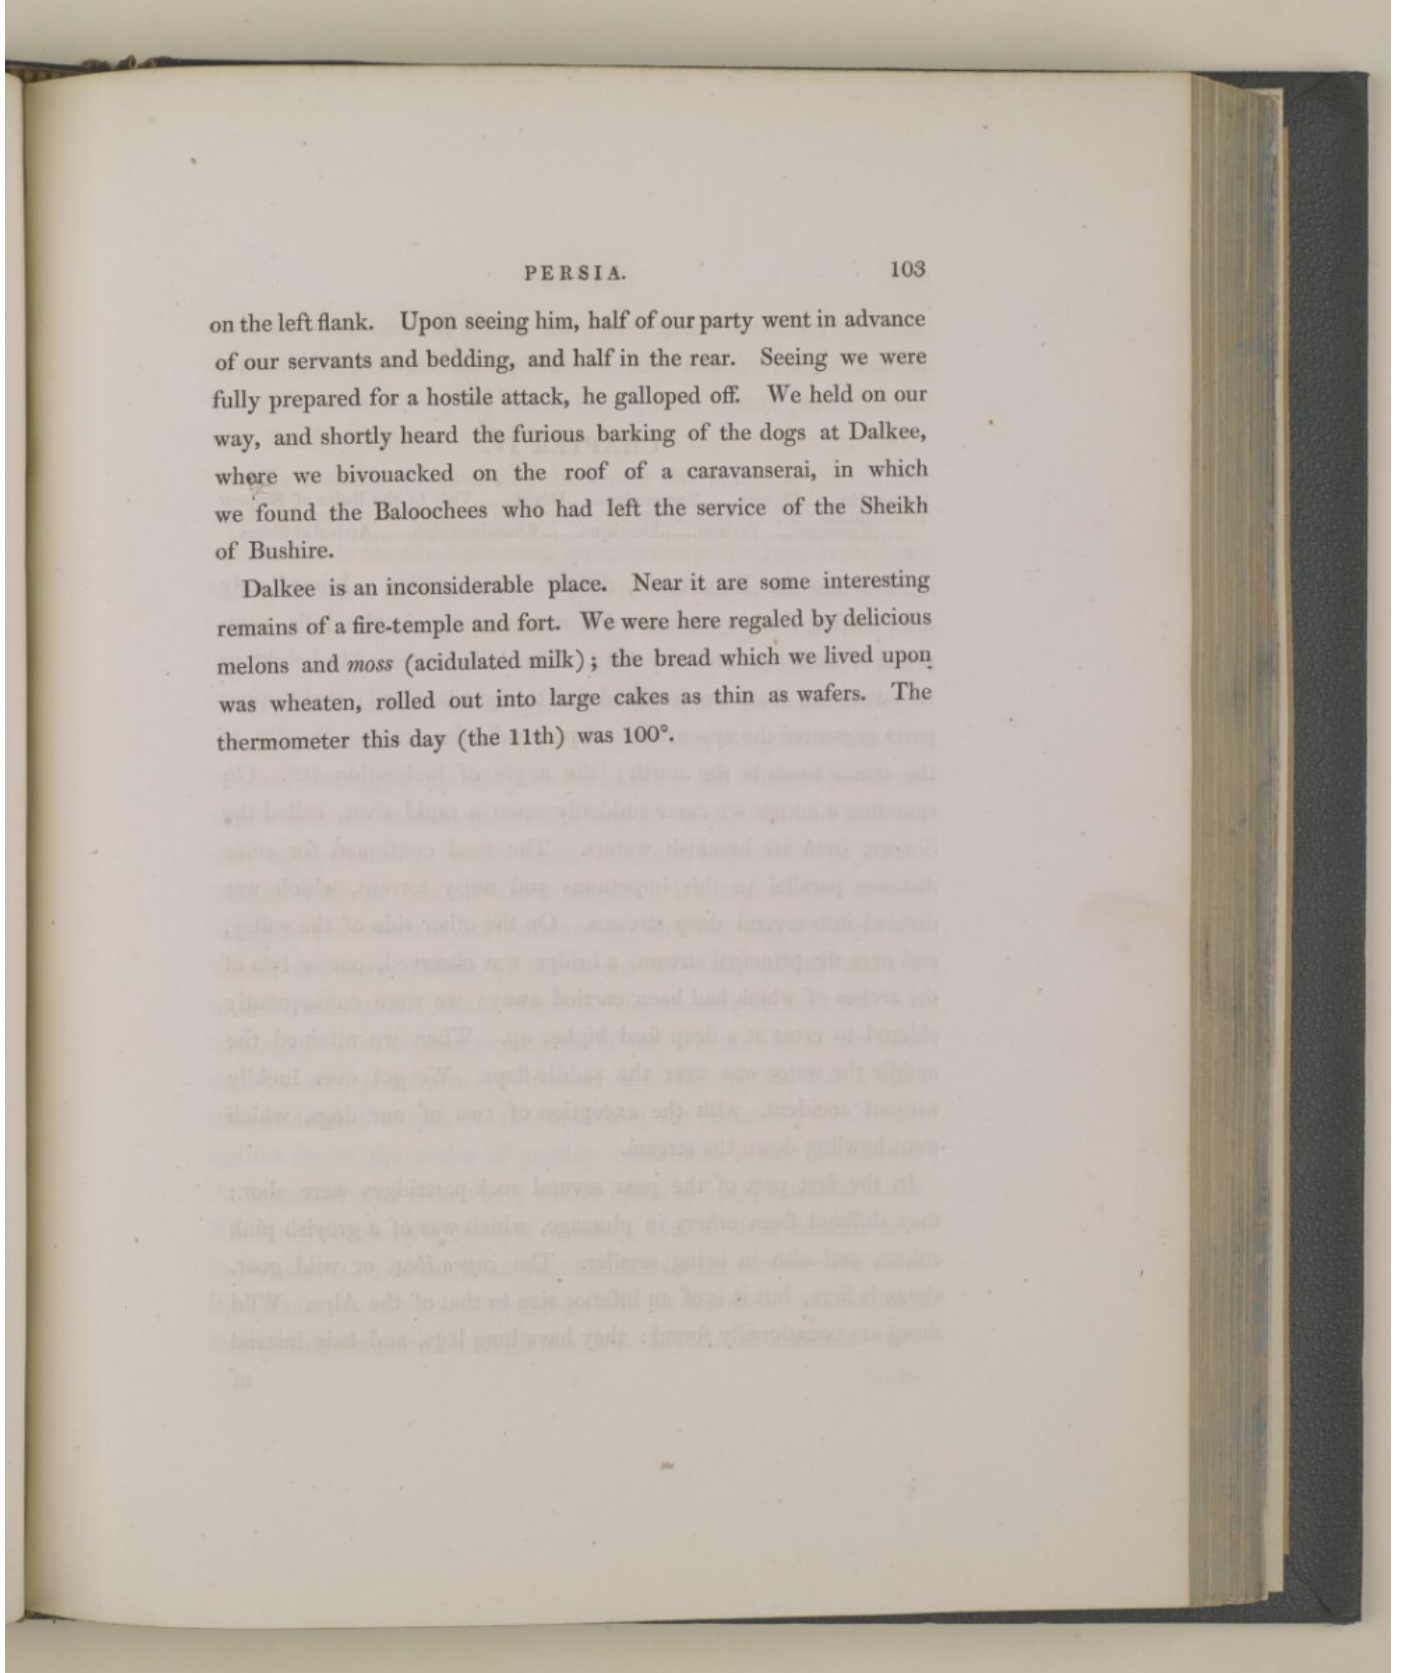 PERSIA. 103
on the left flank. Upon seeing him, half of our party went in advance
of our servants and bedding, and half in the rear. Seeing we were
fully prepared for a hostile attack, he galloped off. We held on our
way, and shortly heard the furious barking of the dogs at Dalkee,
where we bivouacked on the roof of a caravanserai, in which
we found the Baloochees who had left the service of the Sheikh
of Bushire.
Dalkee is an inconsiderable place. Near it are some interesting
remains of a fire-temple and fort. We were here regaled by delicious
melons and moss (acidulated milk); the bread which we lived upon
was wheaten, rolled out into large cakes as thin as wafers. The
thermometer this day (the 11th) was 100°.